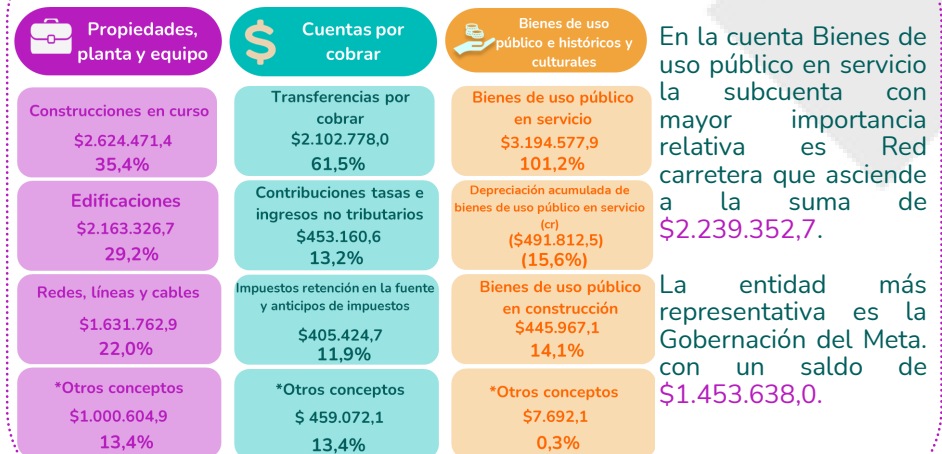 Propiedades,
planta y equipo
Construcciones en curso
$2.624.471,4
35,4%
Edificaciones
$2.163.326,7
29,2%
Redes, líneas y cables
$1.631.762,9
22,0%
*Otros conceptos
$1.000.604,9
13,4%
Cuentas por
cobrar
Transferencias por
cobrar
$2.102.778,0
61,5%
Contribuciones tasas e
ingresos no tributarios
$453.160,6
13,2%
Impuestos retención en la fuente
y anticipos de impuestos
$405.424,7
11,9%
*Otros conceptos
$ 459.072,1
13,4%
Bienes de uso
público e históricos y
culturales
Bienes de uso público
en servicio
$3.194.577,9
101,2%
Depreciación acumulada de
bienes de uso público en servicio
(cr)
($491.812,5)
(15,6%)
Bienes de uso público
en construcción
$445.967,1
14,1%
*Otros conceptos
$7.692,1
0,3%
En la cuenta Bienes de
uso público en servicio
la subcuenta con
mayor importancia
relativa es Red
carretera que asciende
a la suma de
$2.239.352,7.
La entidad más
representativa es la
Gobernación del Meta.
con un saldo de
$1.453.638,0.